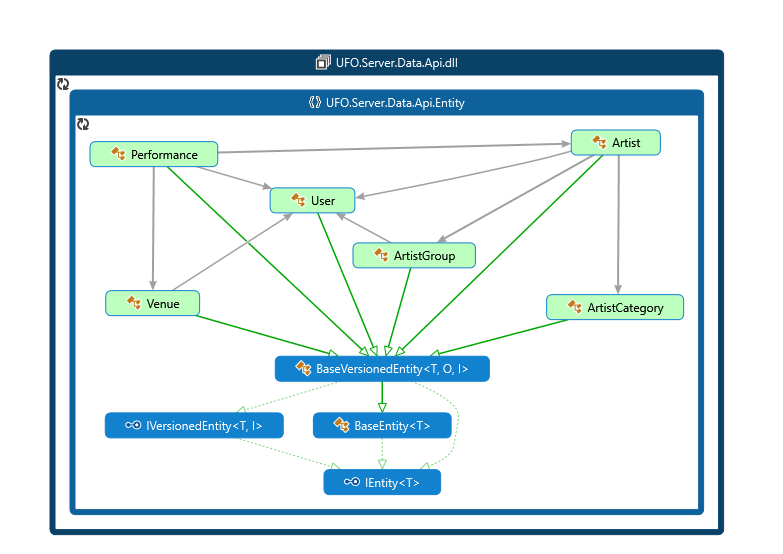 UFO.Server.Data.Api.dll
UFO.Server.Data.Api.Entity
Performance
Artist
User
ArtistGroup
Venue
ArtistCategory
BaseVersionedEntity<T, O, I>
IVersionedEntity<T, I>
BaseEntity<T>
IEntity<T>